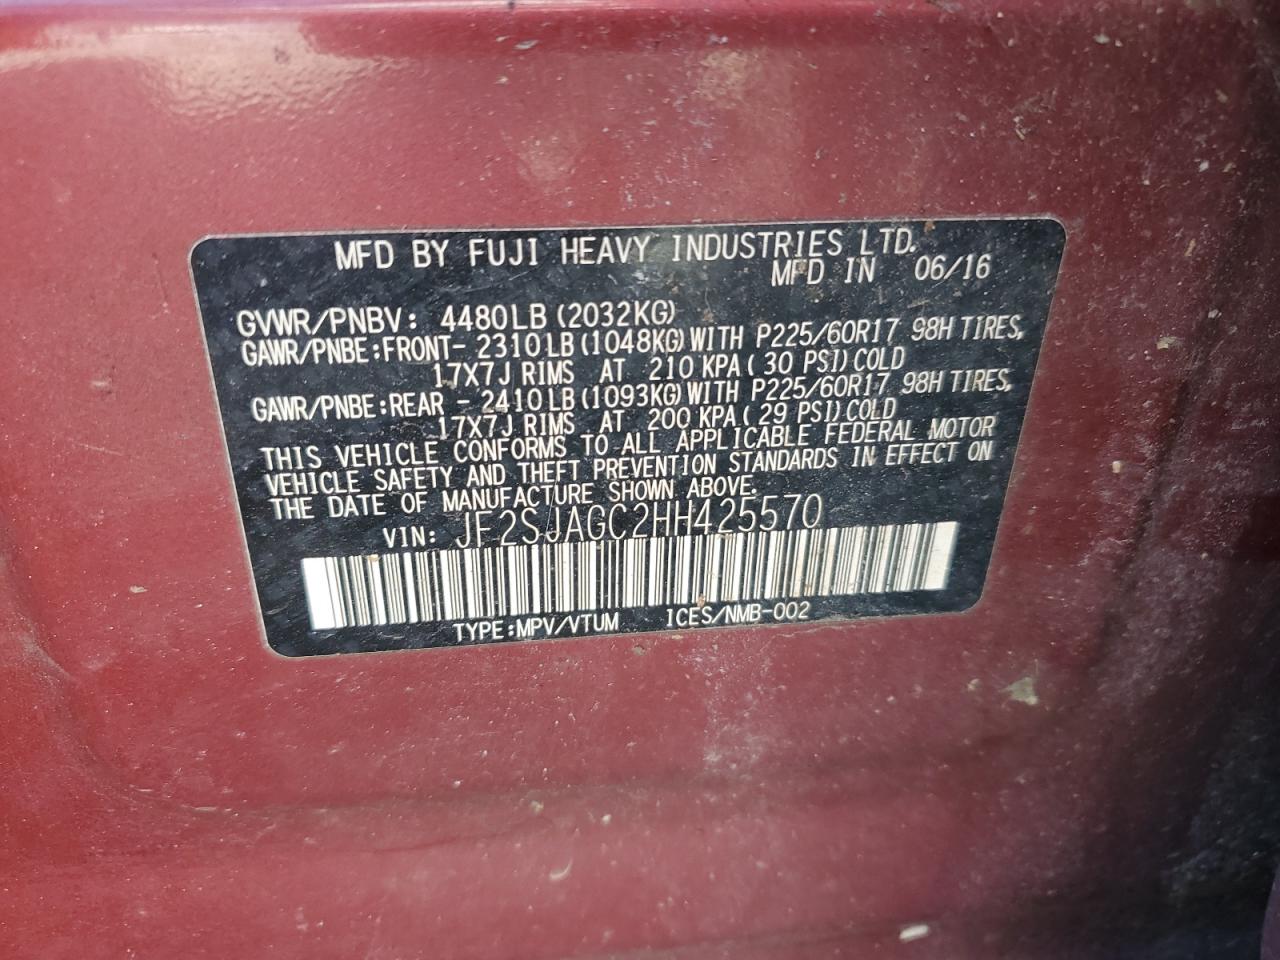 MFD BY FUJI HEAVY INDUSTRIES LTD.
MFD IN 06/16
GVWR/PNBV: 4480LB(2032KG)
GAWR/PNBE:FRONT- 2310LB(1048KG)WITH P225/60R17 98H TIRES,
17X7J RIMS AT 210 KPA(30 PSI)COLD
GAWR/PNBE:REAR - 2410LB(1093KG)WITH P225/60R17 98H TIRES,
17X7J RIMS AT 200 KPA(29 PSI)COLD
THIS VEHICLE CONFORMS TO ALL APPLICABLE FEDERAL MOTOR
VEHICLE SAFETY AND THEFT PREVENTION STANDARDS IN EFFECT ON
THE DATE OF MANUFACTURE SHOWN ABOVE.
VIN: JF2SJAGC2HH425570
TYPE:MPV/VTUM ICES/NMB-002